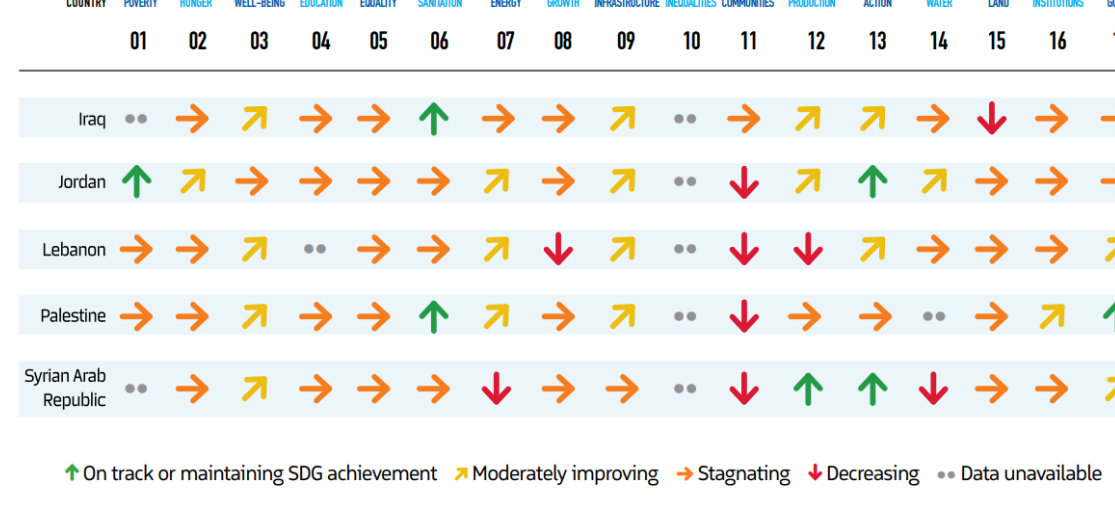 COUNTRY POVERTY HUNGER WELL-BEING EDUCATION EQUALITY SANITATION ENERGY GROWTH INFRASTRUCTURE INEQUALITIES COMMUNITIES PRODUCTION ACTION WATER LAND INSTITUTIONS
01 02 03 04 05 06 07 08 09 10 11 12 13 14 15 16
Iraq
Jordan
Lebanon
Palestine
Syrian Arab
Republic
On track or maintaining SDG achievement Moderately improving Stagnating Decreasing Data unavailable